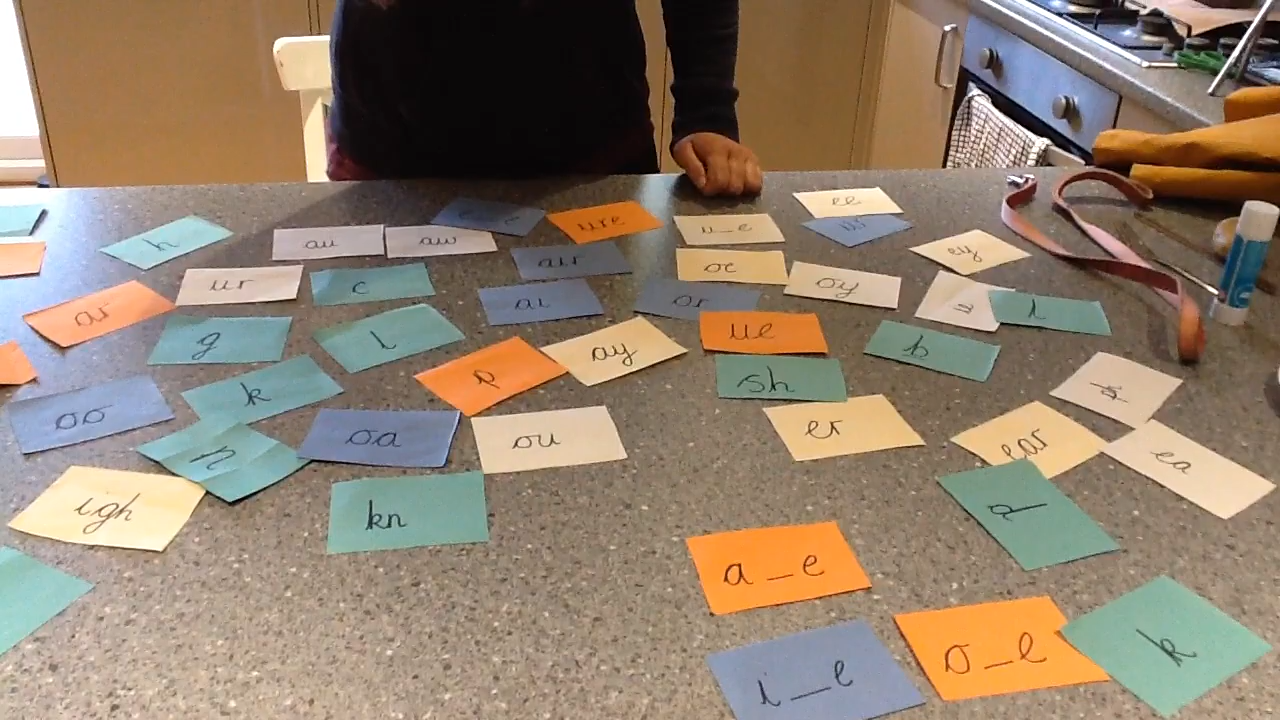 ee
ure
u_e
h
au
aw
ey
air
oe
oy
ur
c
ai
or
l
ar
g
l
ue
b
ay
p
sh
k
oo
er
oa
ou
ear
ea
n
igh
kn
d
a_e
o_e
k
i_e